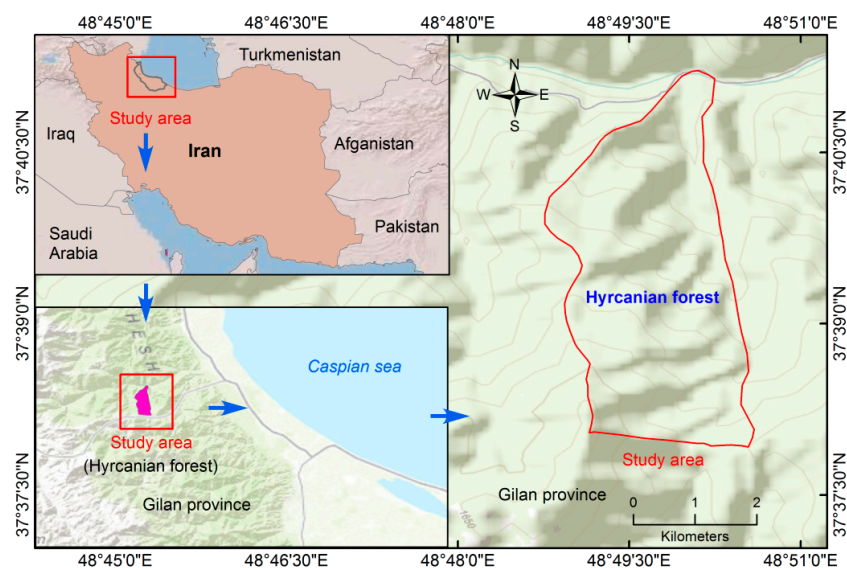 48°45'0"E
48°46'30"E
48°48'0"E
48°49'30"E
48°51'0"E
37°40'30"N
37°39'0"N
37°37'30"N
Turkmenistan
Study area
Iraq
Iran
Afghanistan
Saudi
Arabia
Pakistan
N
W
E
S
Hyrcanian forest
Study area
Gilan province
1650
0
1
2
Kilometers
HESH
Caspian sea
Study area
(Hyrcanian forest)
Gilan province
37°40'30"N
37°39'0"N
37°37'30"N
48°45'0"E
48°46'30"E
48°48'0"E
48°49'30"E
48°51'0"E